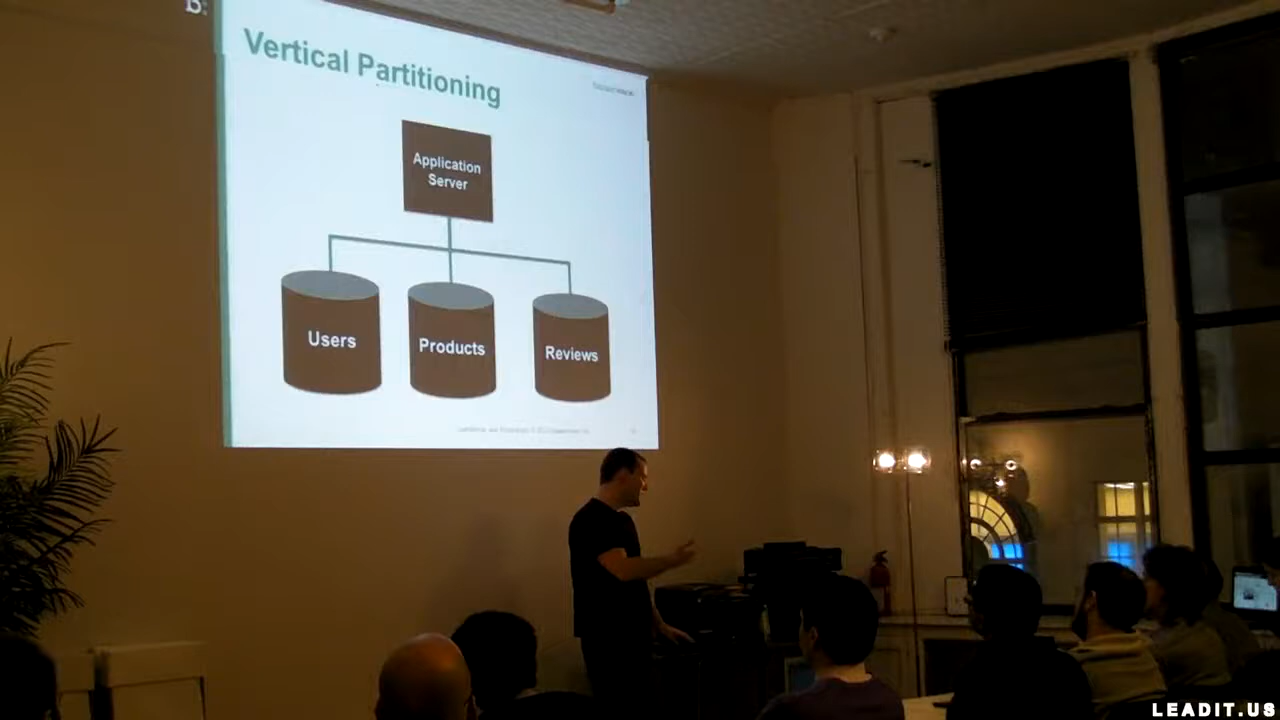 B:
Vertical Partitioning
Application
Server
Users
Products
Reviews
LEADIT.US